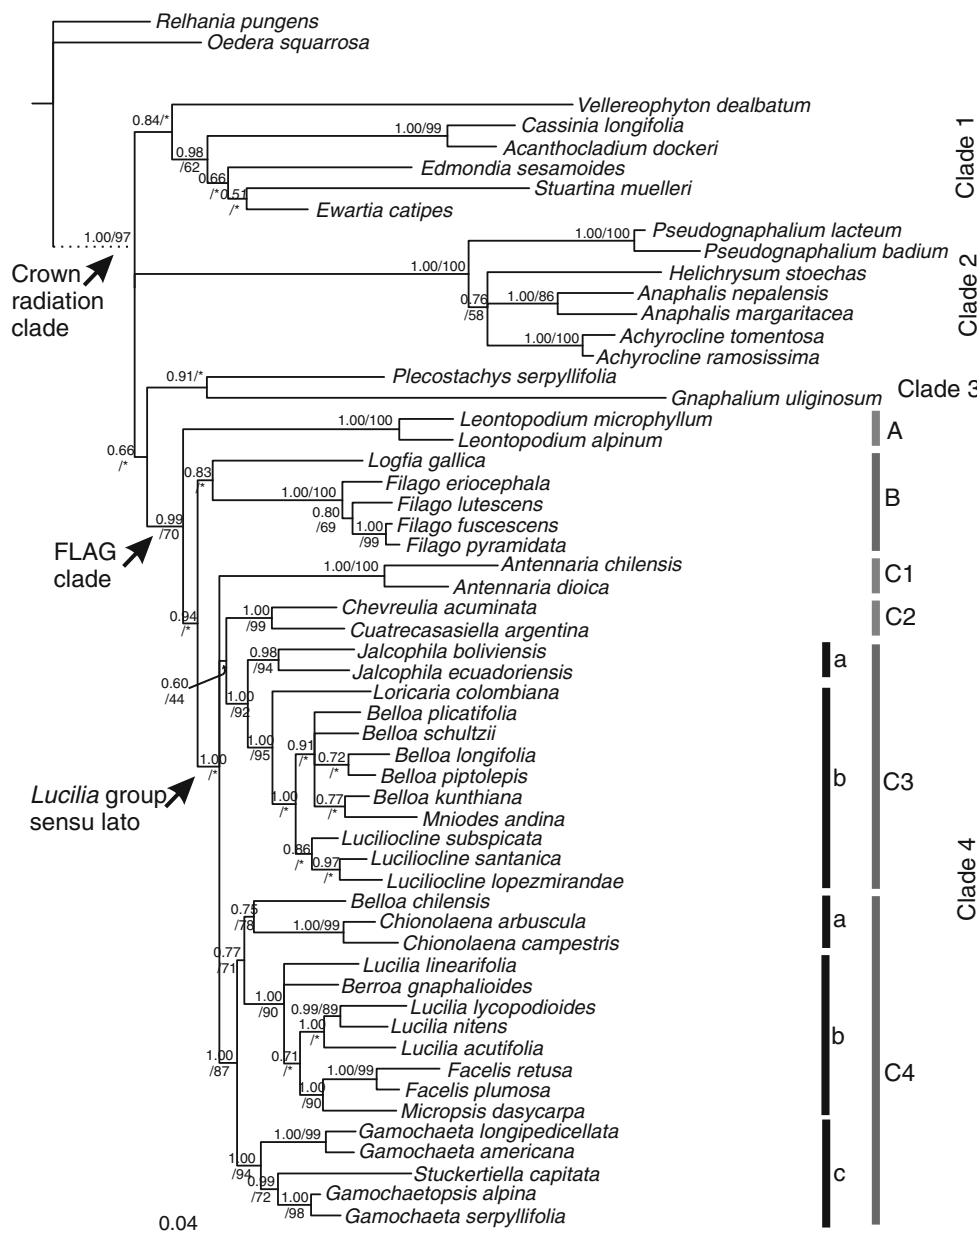 Relhania pungens
Oedera squarrosa
Vellereophyton dealbatum
0.84/*
Cassinia longifolia
1.00/99
Acanthocladium dockeri
0.98
/62
Edmondia sesamoides
0.66
/*
Stuartina muelleri
0.51
/*
Ewartia catipes
Clade 1
1.00/97
Crown
radiation
clade
Pseudognaphalium lacteum
1.00/100
Pseudognaphalium badium
1.00/100
Helichrysum stoechas
0.76
/58
Anaphalis nepalensis
1.00/86
Anaphalis margaritacea
Achyrocline tomentosa
1.00/100
Achyrocline ramosissima
Clade 2
0.91/*
Plecostachys serpyllifolia
Gnaphalium uliginosum
Clade 3
0.66
/*
Leontopodium microphyllum
1.00/100
Leontopodium alpinum
A
0.99
/70
FLAG
clade
Logfia gallica
0.83
/*
Filago eriocephala
1.00/100
Filago lutescens
0.80
/69
Filago fuscescens
1.00
/99
Filago pyramidata
B
0.94
/*
Antennaria chilensis
1.00/100
Antennaria dioica
C1
Chevreulia acuminata
1.00
/99
Cuatrecasasiella argentina
C2
0.60
/44
Jalcophila boliviensis
0.98
/94
Jalcophila ecuadoriensis
a
1.00
/92
Loricaria colombiana
1.00
/95
Belloa plicatifolia
Belloa schultzii
0.91
/*
Belloa longifolia
0.72
/*
Belloa piptolepis
Belloa kunthiana
0.77
/*
Mniodes andina
1.00
/*
Luciliocline subspicata
0.86
/*
Luciliocline santanica
0.97
/*
Luciliocline lopezmirandae
b
C3
1.00
/*
Lucilia group
sensu lato
Clade 4
Belloa chilensis
0.75
/78
Chionolaena arbuscula
1.00/99
Chionolaena campestris
a
0.77
/71
Lucilia linearifolia
Berroa gnaphalioides
1.00
/90
Lucilia lycopodioides
0.99/89
Lucilia nitens
1.00
/*
Lucilia acutifolia
0.71
/*
Facelis retusa
1.00/99
Facelis plumosa
1.00
/90
Micropsis dasycarpa
b
C4
1.00
/87
Gamochaeta longipedicellata
1.00/99
Gamochaeta americana
1.00
/94
Stuckertiella capitata
0.99
/72
Gamochaetopsis alpina
1.00
/98
Gamochaeta serpyllifolia
c
0.04